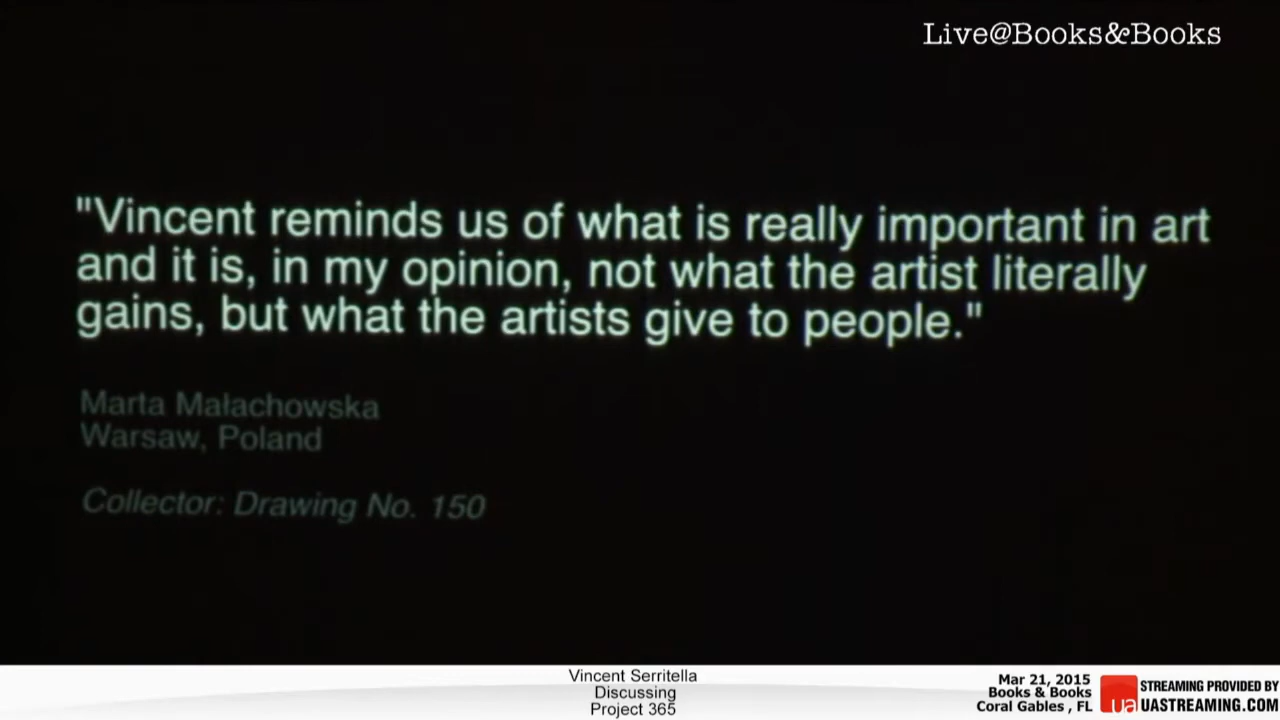 Live@Books&Books
"Vincent reminds us of what is really important in art
and it is, in my opinion, not what the artist literally
gains, but what the artists give to people."
Marta Małachowska
Warsaw, Poland
Collector: Drawing No. 150
Vincent Serritella
Discussing
Project 365
Mar 21, 2015
Books & Books
Coral Gables , FL
ua
STREAMING PROVIDED BY
UASTREAMING.COM